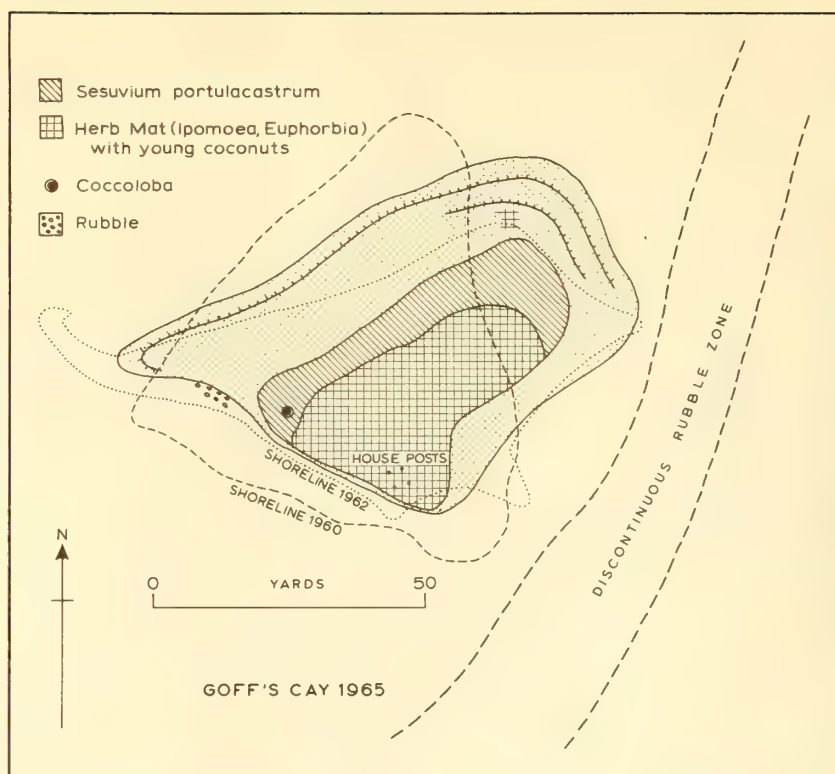 Sesuvium portulacastrum
Herb Mat (Ipomoea, Euphorbia)
with young coconuts
Coccoloba
Rubble
HOUSE POSTS
SHORELINE 1962
SHORELINE 1960
DISCONTINUOUS RUBBLE ZONE
N
0 YARDS 50
GOFF'S CAY 1965